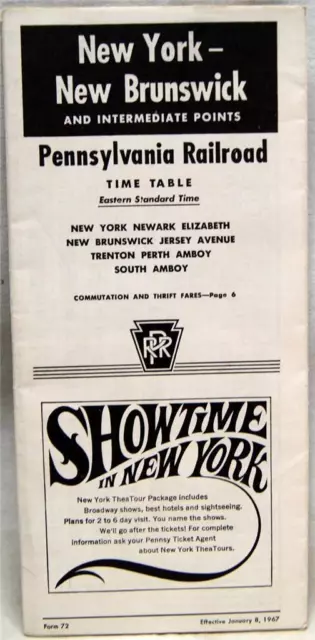 New York –
New Brunswick
AND INTERMEDIATE POINTS
Pennsylvania Railroad
TIME TABLE
Eastern Standard Time
NEW YORK NEWARK ELIZABETH
NEW BRUNSWICK JERSEY AVENUE
TRENTON PERTH AMBOY
SOUTH AMBOY
COMMUTATION AND THRIFT FARES—Page 6
PRR
SHOWTIME
IN NEW YORK
New York TheaTour Package includes
Broadway shows, best hotels and sightseeing.
Plans for 2 to 6 day visit. You name the shows.
We'll go after the tickets! For complete
information ask your Pennsy Ticket Agent
about New York TheaTours.
Form 72
Effective January 8, 1967